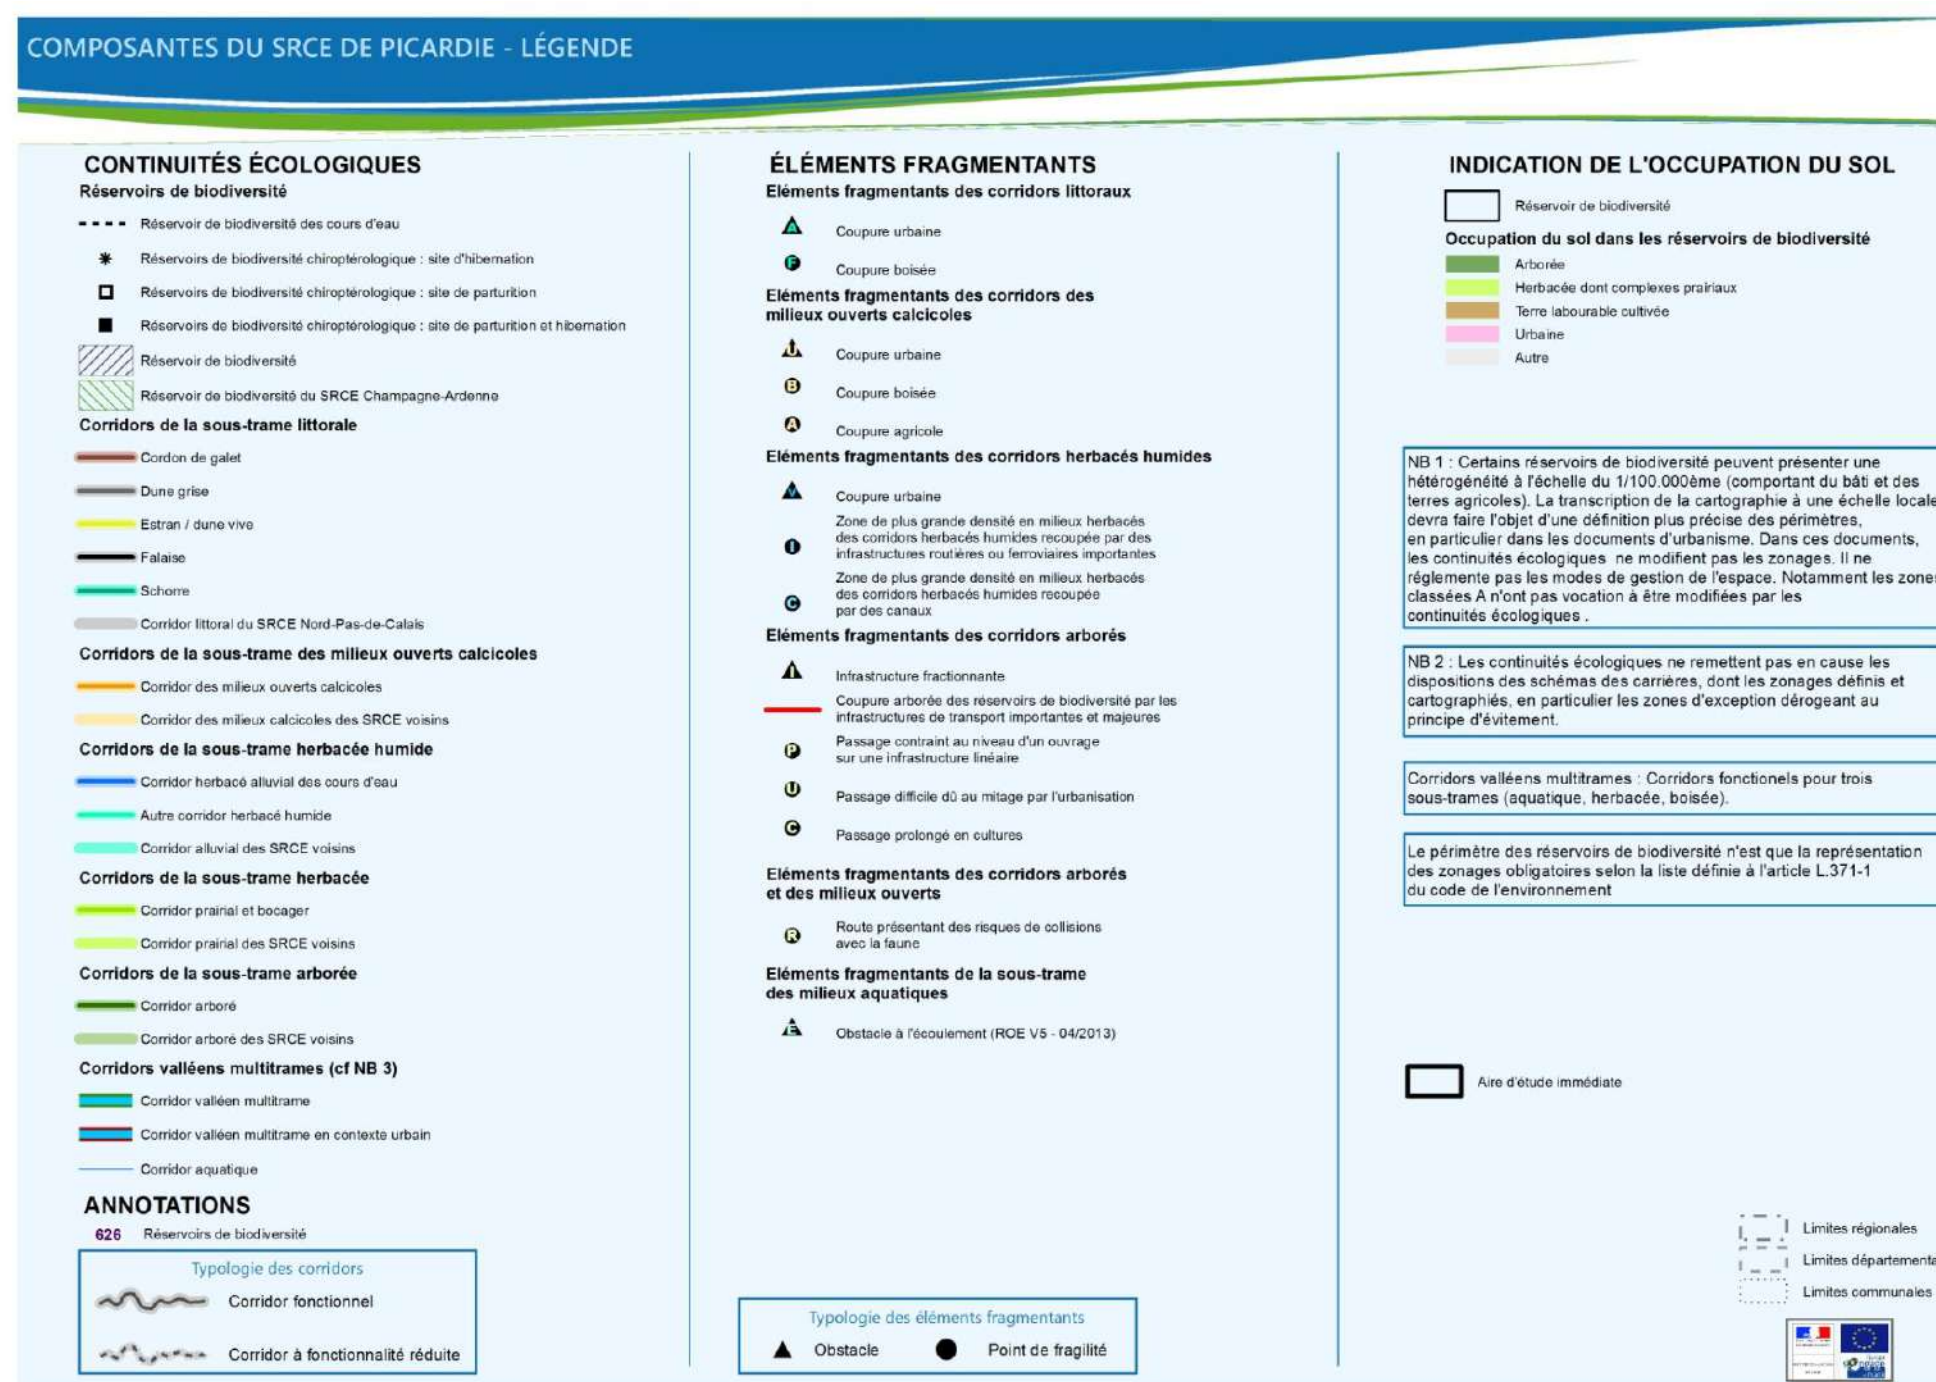 COMPOSANTES DU SRCE DE PICARDIE - LÉGENDE
CONTINUITÉS ÉCOLOGIQUES
Réservoirs de biodiversité
Réservoir de biodiversité des cours d'eau
Réservoirs de biodiversité chiroptérologique : site d'hibernation
Réservoirs de biodiversité chiroptérologique : site de parturition
Réservoirs de biodiversité chiroptérologique : site de parturition et hibernation
Réservoir de biodiversité
Réservoir de biodiversité du SRCE Champagne-Ardenne
Corridors de la sous-trame littorale
Cordon de galet
Dune grise
Estran / dune vive
Falaise
Schorre
Corridor littoral du SRCE Nord-Pas-de-Calais
Corridors de la sous-trame des milieux ouverts calcicoles
Corridor des milieux ouverts calcicoles
Corridor des milieux calcicoles des SRCE voisins
Corridors de la sous-trame herbacée humide
Corridor herbacé alluvial des cours d'eau
Autre corridor herbacé humide
Corridor alluvial des SRCE voisins
Corridors de la sous-trame herbacée
Corridor prairial et bocager
Corridor prairial des SRCE voisins
Corridors de la sous-trame arborée
Corridor arboré
Corridor arboré des SRCE voisins
Corridors valléens multitrames (cf NB 3)
Corridor valléen multitrame
Corridor valléen multitrame en contexte urbain
Corridor aquatique
ANNOTATIONS
626 Réservoirs de biodiversité
Typologie des corridors
Corridor fonctionnel
Corridor à fonctionnalité réduite
ÉLÉMENTS FRAGMENTANTS
Eléments fragmentants des corridors littoraux
A Coupure urbaine
F Coupure boisée
Eléments fragmentants des corridors des
milieux ouverts calcicoles
U Coupure urbaine
B Coupure boisée
A Coupure agricole
Eléments fragmentants des corridors herbacés humides
V Coupure urbaine
Zone de plus grande densité en milieux herbacés
des corridors herbacés humides recoupée par des
I infrastructures routières ou ferroviaires importantes
Zone de plus grande densité en milieux herbacés
des corridors herbacés humides recoupée
C par des canaux
Eléments fragmentants des corridors arborés
I Infrastructure fractionnante
Coupure arborée des réservoirs de biodiversité par les
infrastructures de transport importantes et majeures
P Passage contraint au niveau d'un ouvrage
sur une infrastructure linéaire
U Passage difficile dû au mitage par l'urbanisation
C Passage prolongé en cultures
Eléments fragmentants des corridors arborés
et des milieux ouverts
R Route présentant des risques de collisions
avec la faune
Eléments fragmentants de la sous-trame
des milieux aquatiques
E Obstacle à l'écoulement (ROE V5 - 04/2013)
Typologie des éléments fragmentants
Obstacle Point de fragilité
INDICATION DE L'OCCUPATION DU SOL
Réservoir de biodiversité
Occupation du sol dans les réservoirs de biodiversité
Arborée
Herbacée dont complexes prairiaux
Terre labourable cultivée
Urbaine
Autre
NB 1 : Certains réservoirs de biodiversité peuvent présenter une
hétérogénéité à l'échelle du 1/100.000ème (comportant du bâti et des
terres agricoles). La transcription de la cartographie à une échelle locale
devra faire l'objet d'une définition plus précise des périmètres,
en particulier dans les documents d'urbanisme. Dans ces documents,
les continuités écologiques ne modifient pas les zonages. Il ne
réglemente pas les modes de gestion de l'espace. Notamment les zones
classées A n'ont pas vocation à être modifiées par les
continuités écologiques .
NB 2 : Les continuités écologiques ne remettent pas en cause les
dispositions des schémas des carrières, dont les zonages définis et
cartographiés, en particulier les zones d'exception dérogeant au
principe d'évitement.
Corridors valléens multitrames : Corridors fonctionels pour trois
sous-trames (aquatique, herbacée, boisée).
Le périmètre des réservoirs de biodiversité n'est que la représentation
des zonages obligatoires selon la liste définie à l'article L.371-1
du code de l'environnement
Aire d'étude immédiate
Limites régionales
Limites départementa
Limites communales